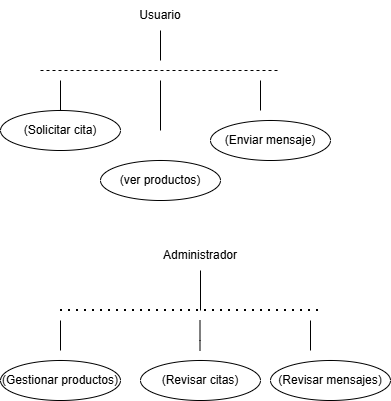 Usuario
(Solicitar cita)
(Enviar mensaje)
(ver productos)
Administrador
(Gestionar productos)
(Revisar citas)
(Revisar mensajes)